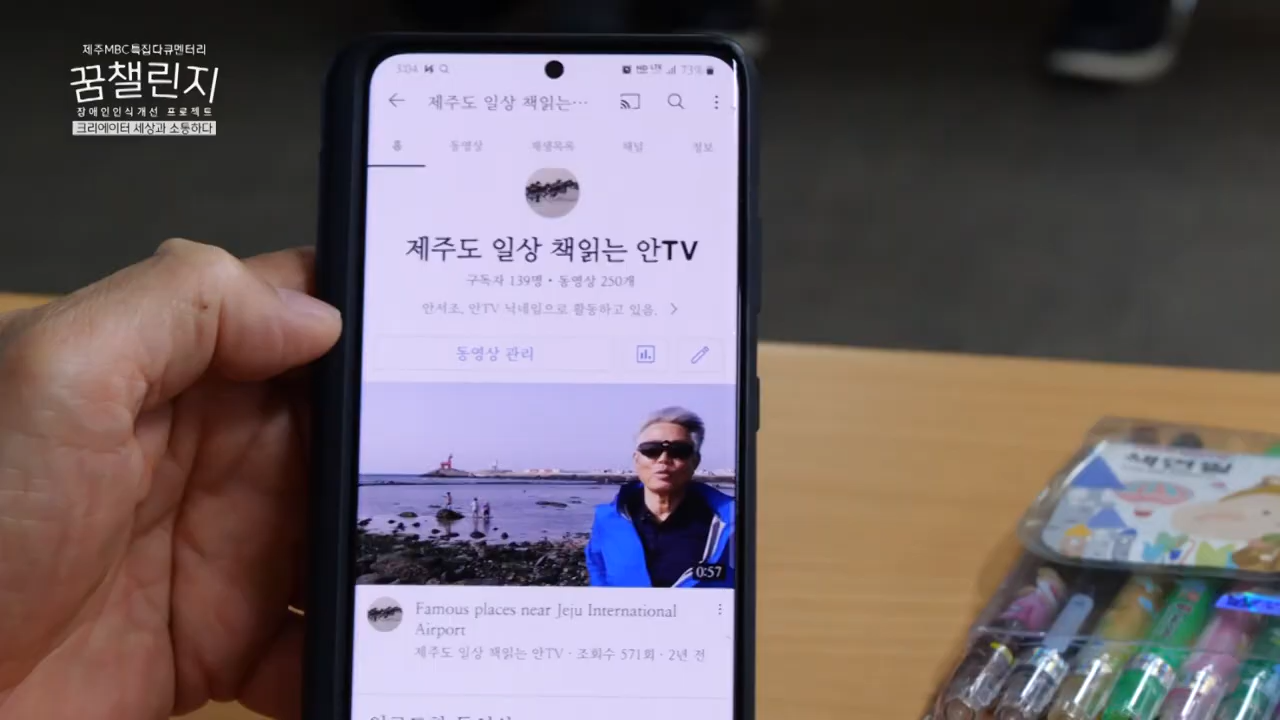 제주MBC특집다큐멘터리
꿈챌린지
장애인인식개선 프로젝트
크리에이터 세상과 소통하다
3:04
73%
제주도 일상 책읽는…
홈 동영상 재생목록 채널 정보
제주도 일상 책읽는 안TV
구독자 139명 • 동영상 250개
안서조, 안TV 닉네임으로 활동하고 있음.
동영상 관리
0:57
Famous places near Jeju International
Airport
제주도 일상 책읽는 안TV · 조회수 571회 · 2년 전
색연필